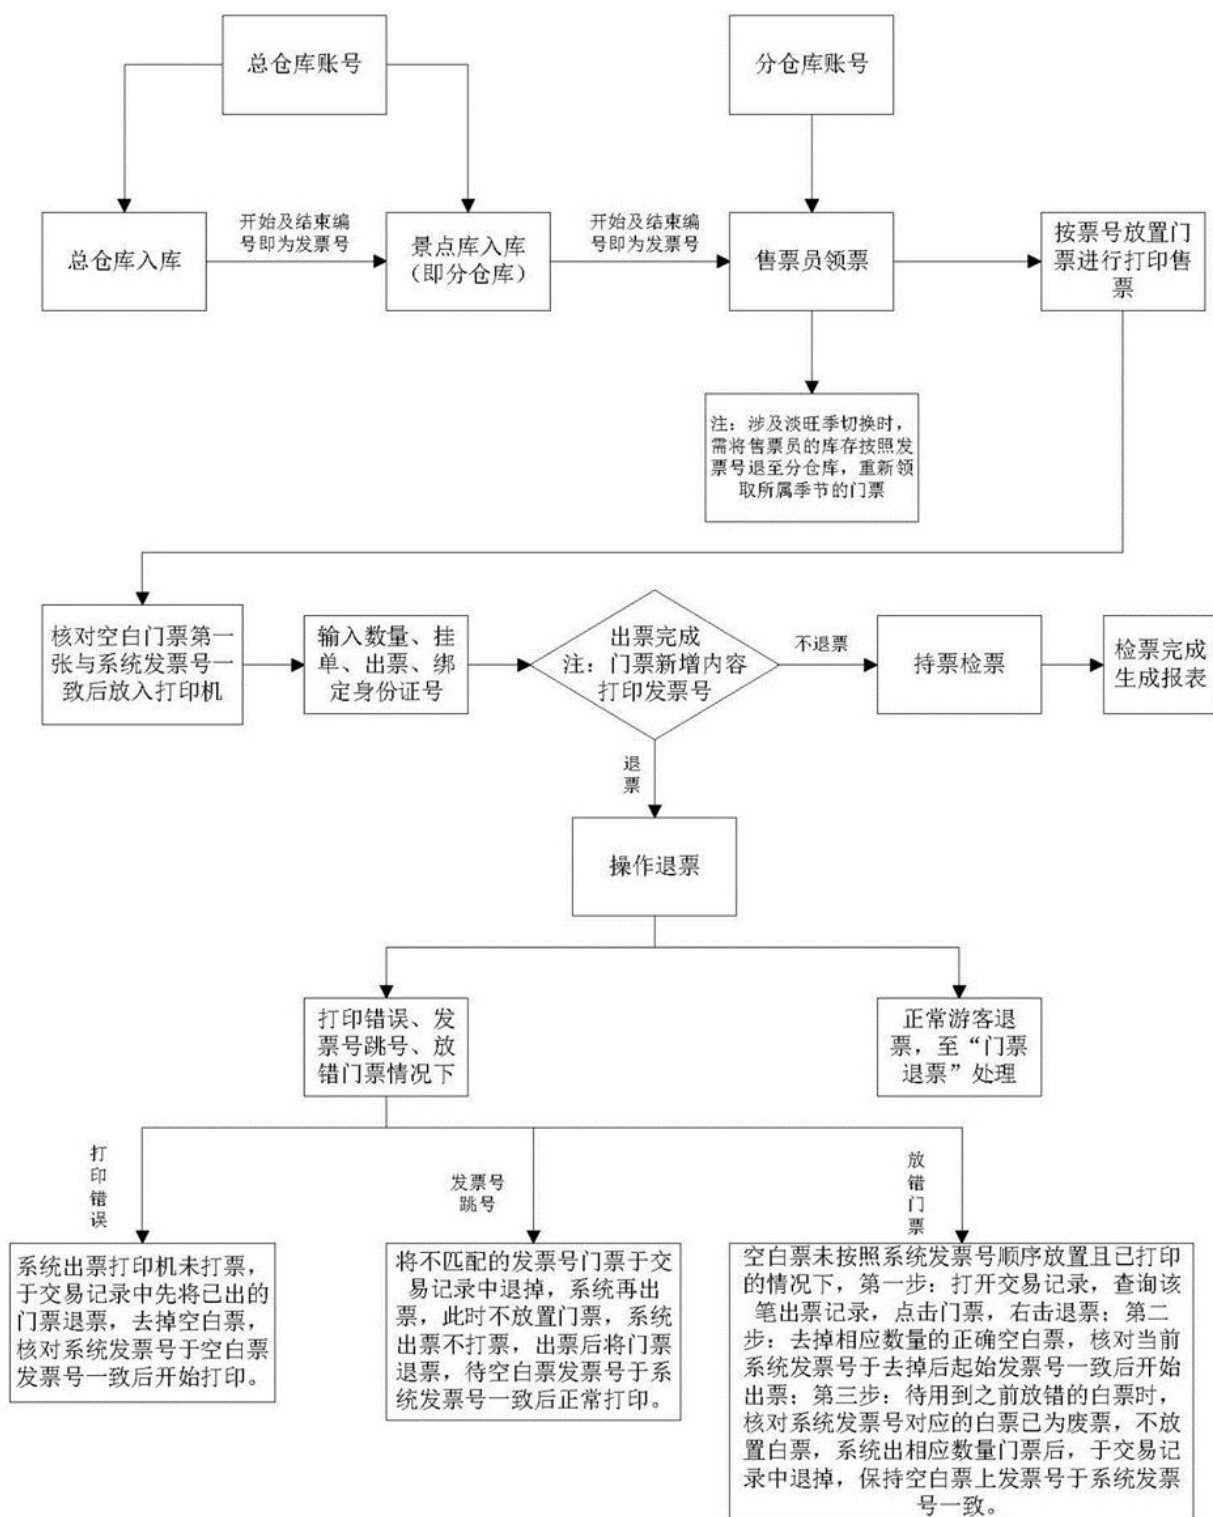 总仓库账号
分仓库账号
总仓库入库
开始及结束编
号即为发票号
景点库入库
（即分仓库）
开始及结束编
号即为发票号
售票员领票
按票号放置门
票进行打印售
票
注：涉及淡旺季切换时，
需将售票员的库存按照发
票号退至分仓库，重新领
取所属季节的门票
核对空白门票第一
张与系统发票号一
致后放入打印机
输入数量、挂
单、出票、绑
定身份证号
出票完成
注：门票新增内容
打印发票号
不退票
持票检票
检票完成
生成报表
退
票
操作退票
打印错误、发
票号跳号、放
错门票情况下
正常游客退
票，至“门票
退票”处理
打
印
错
误
发票号
跳号
放
错
门
票
系统出票打印机未打票，
于交易记录中先将已出的
门票退票，去掉空白票，
核对系统发票号于空白票
发票号一致后开始打印。
将不匹配的发票号门票于交
易记录中退掉，系统再出
票，此时不放置门票，系统
出票不打票，出票后将门票
退票，待空白票发票号于系
统发票号一致后正常打印。
空白票未按照系统发票号顺序放置且已打印
的情况下，第一步：打开交易记录，查询该
笔出票记录，点击门票，右击退票；第二
步：去掉相应数量的正确空白票，核对当前
系统发票号于去掉后起始发票号一致后开始
出票；第三步：待用到之前放错的白票时，
核对系统发票号对应的白票已为废票，不放
置白票，系统出相应数量门票后，于交易记
录中退掉，保持空白票上发票号于系统发票
号一致。